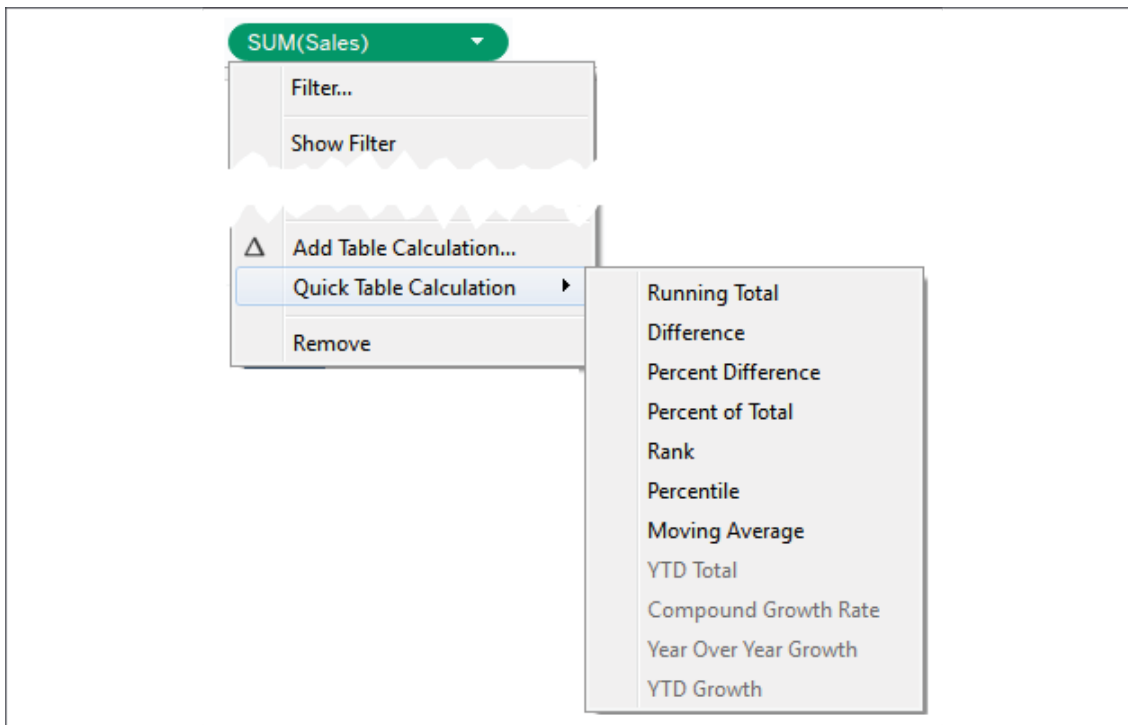 SUM(Sales)
Filter...
Show Filter
Δ Add Table Calculation...
Quick Table Calculation
Remove
Running Total
Difference
Percent Difference
Percent of Total
Rank
Percentile
Moving Average
YTD Total
Compound Growth Rate
Year Over Year Growth
YTD Growth